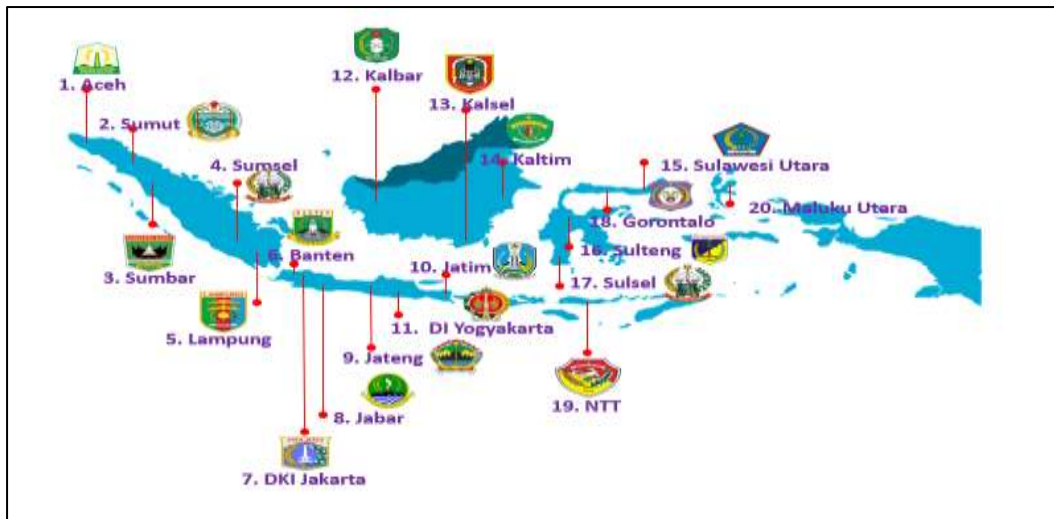 1. Aceh
2. Sumut
3. Sumbar
4. Sumsel
5. Lampung
6. Banten
7. DKI Jakarta
8. Jabar
9. Jateng
10. Jatim
11. DI Yogyakarta
12. Kalbar
13. Kalsel
14. Kaltim
15. Sulawesi Utara
16. Sulteng
17. Sulsel
18. Gorontalo
19. NTT
20. Maluku Utara